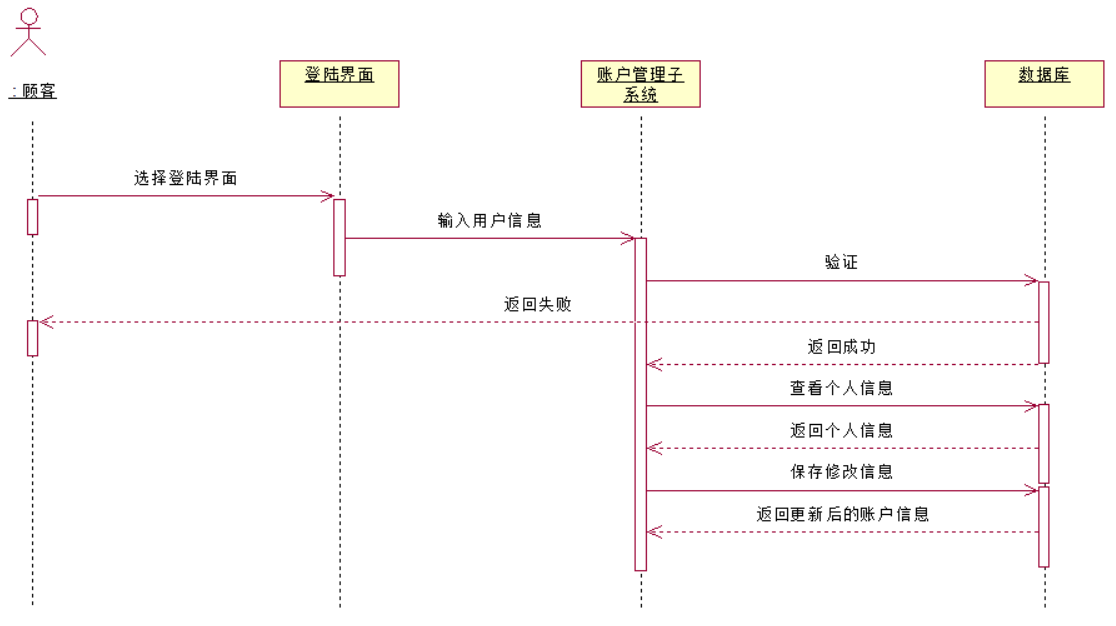 : 顾客
登陆界面
账户管理子
系统
数据库
选择登陆界面
输入用户信息
验证
返回失败
返回成功
查看个人信息
返回个人信息
保存修改信息
返回更新后的账户信息